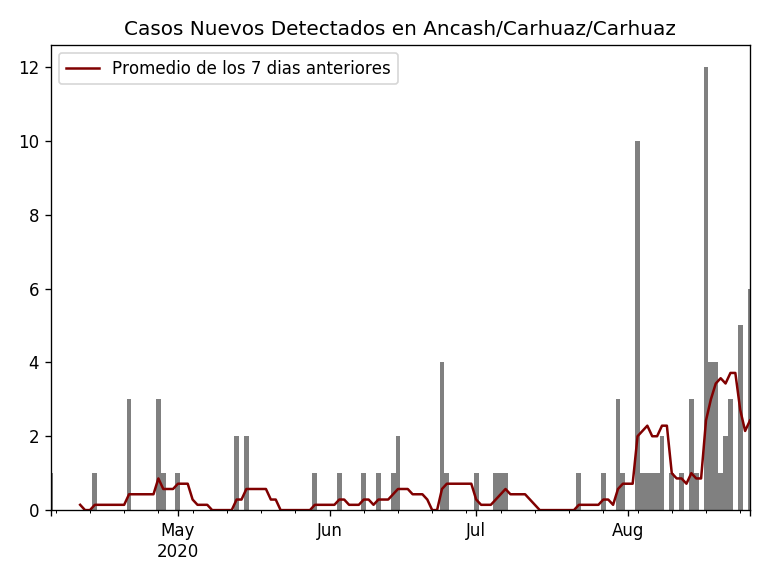 Casos Nuevos Detectados en Ancash/Carhuaz/Carhuaz
Promedio de los 7 dias anteriores
12
10
8
6
4
2
0
May Jun Jul Aug
2020